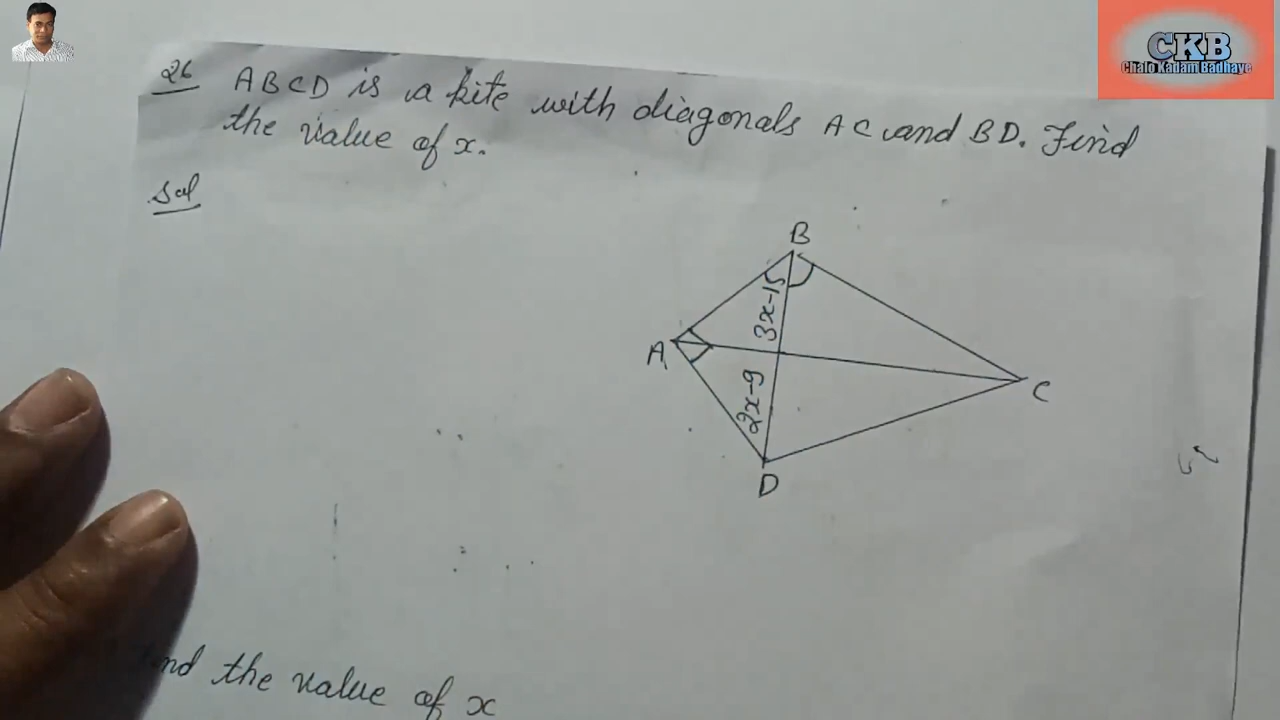 CKB
Chalo Kadam Badhaye
26 ABCD is a kite with diagonals AC and BD. Find
the value of x.
Sol
B
3x-15
A
2x-9
C
D
the value of x